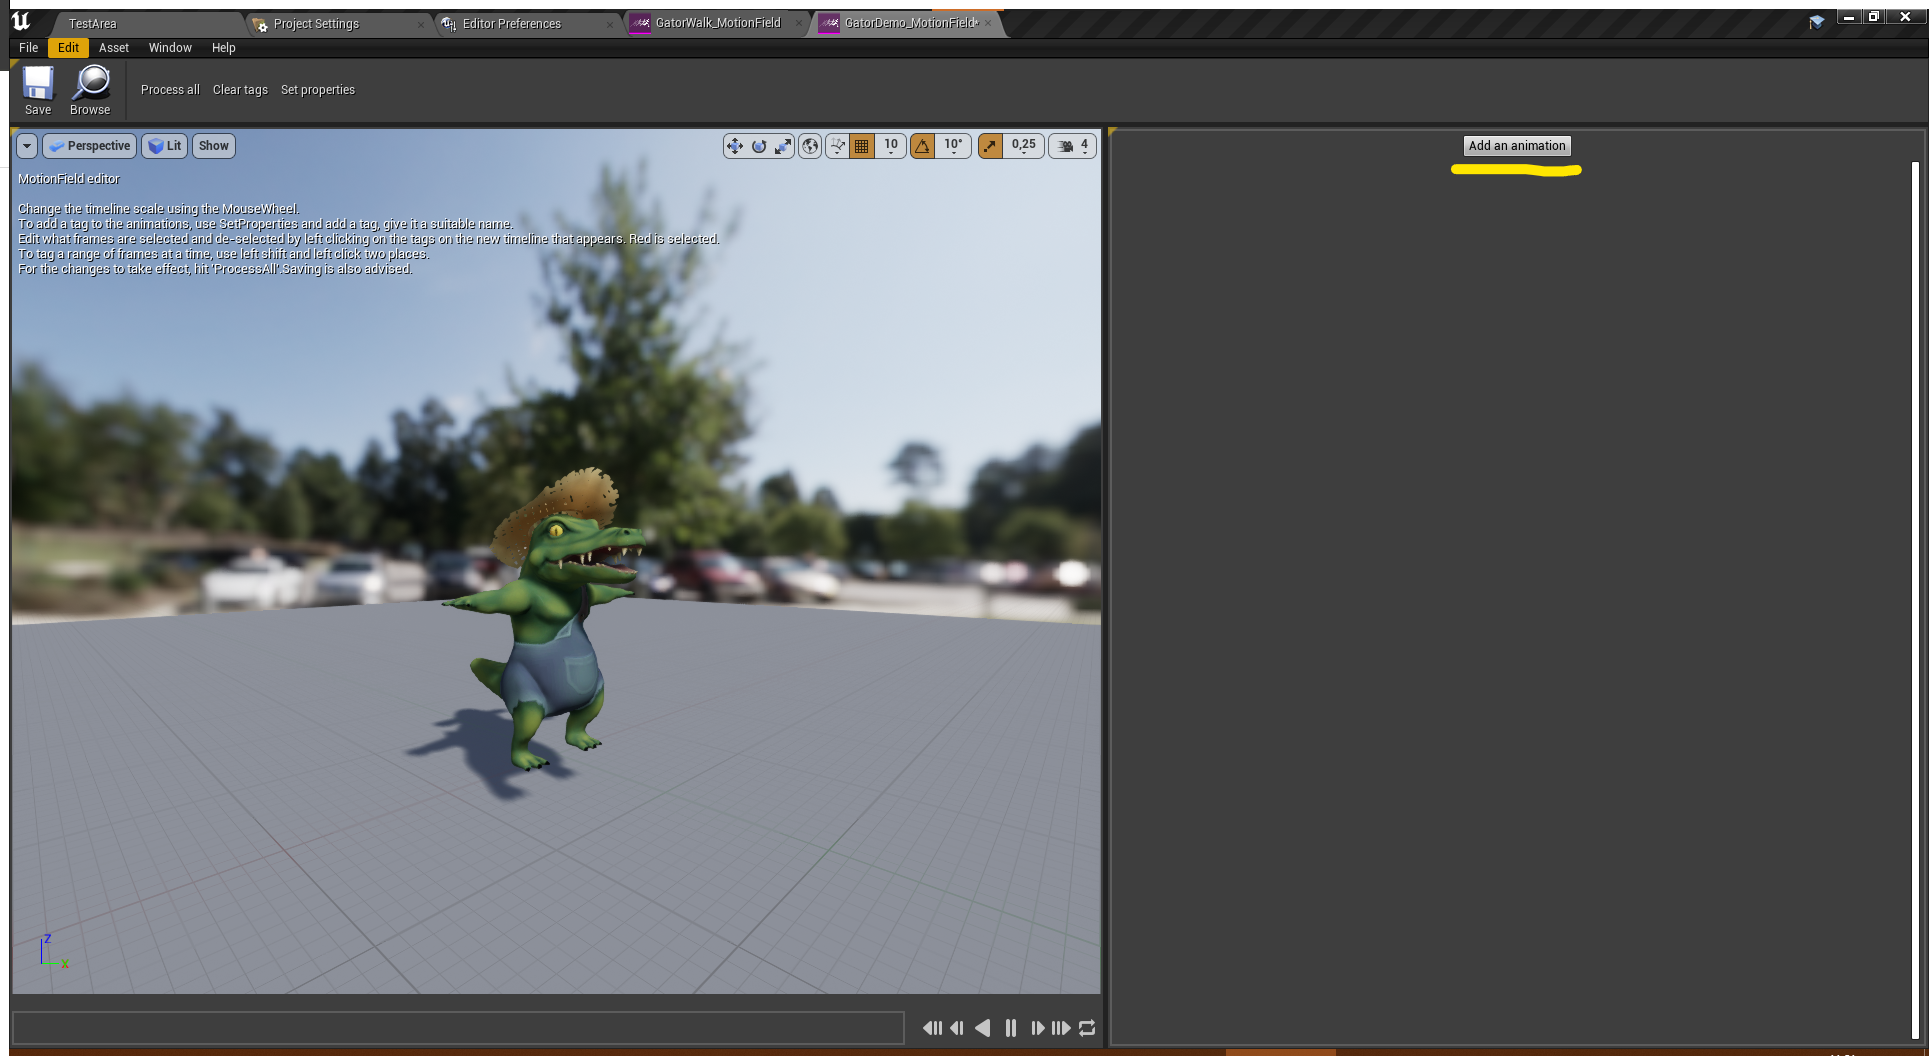 TestArea
Project Settings
Editor Preferences
GatorWalk_MotionField
GatorDemo_MotionField*
File Edit Asset Window Help
Save
Browse
Process all Clear tags Set properties
Perspective
Lit
Show
10
10°
0,25
4
MotionField editor
Change the timeline scale using the MouseWheel.
To add a tag to the animations, use SetProperties and add a tag, give it a suitable name.
Edit what frames are selected and de-selected by left clicking on the tags on the new timeline that appears. Red is selected.
To tag a range of frames at a time, use left shift and left click two places.
For the changes to take effect, hit 'ProcessAll'.Saving is also advised.
Add an animation
Z
X